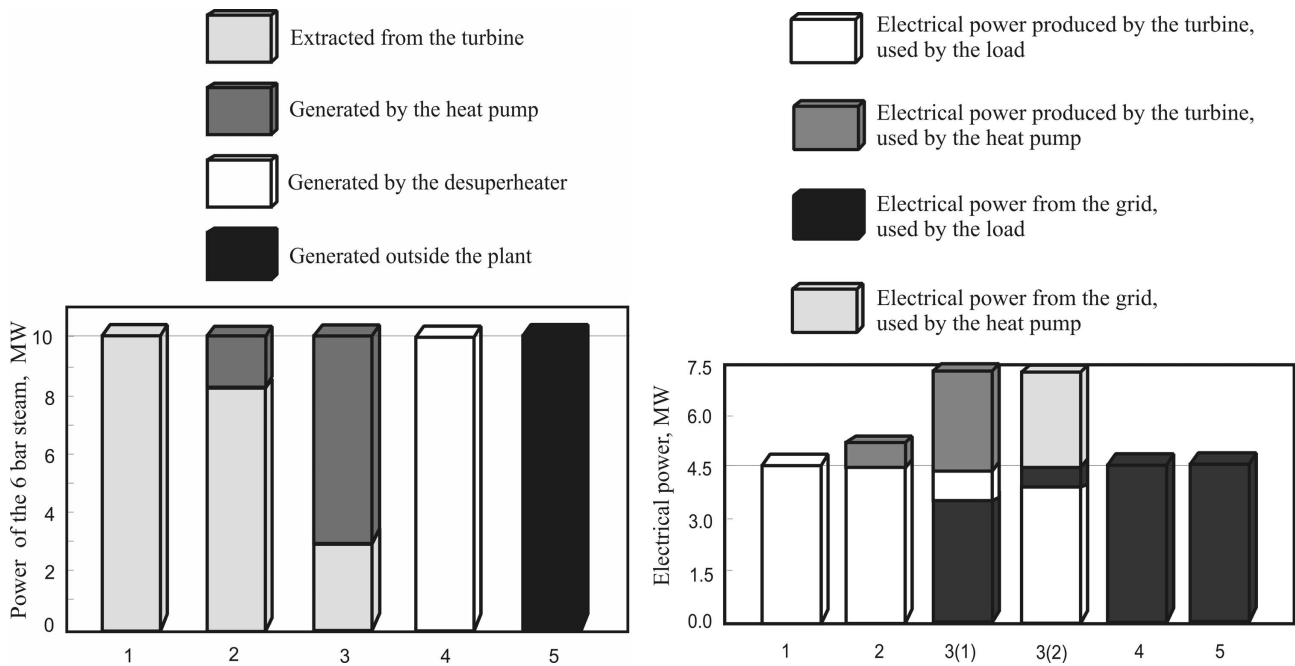 Extracted from the turbine
Generated by the heat pump
Generated by the desuperheater
Generated outside the plant
Power of the 6 bar steam, MW
10
8
6
4
2
0
1
2
3
4
5
Electrical power produced by the turbine,
used by the load
Electrical power produced by the turbine,
used by the heat pump
Electrical power from the grid,
used by the load
Electrical power from the grid,
used by the heat pump
Electrical power, MW
7.5
6.0
4.5
3.0
1.5
0.0
1
2
3(1)
3(2)
4
5